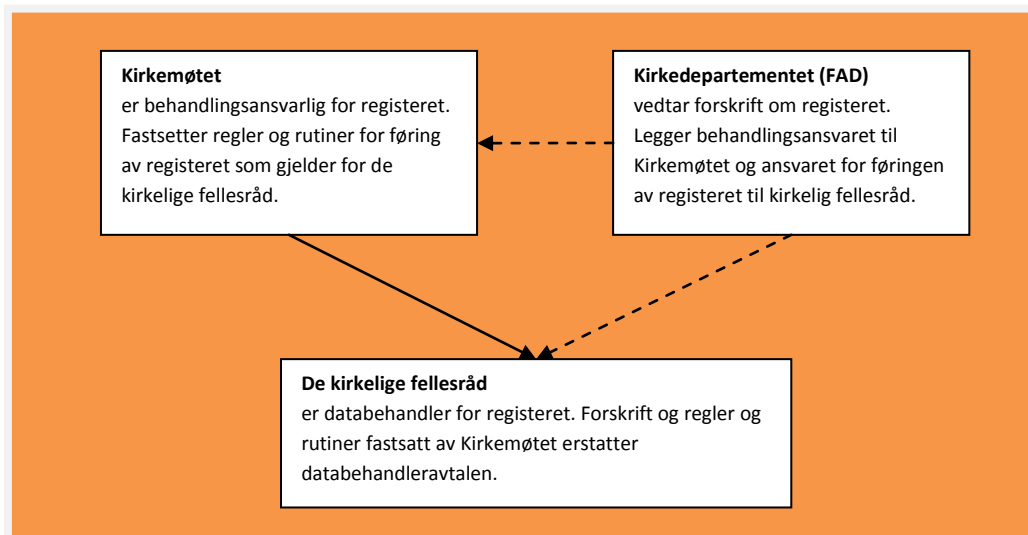 Kirkemøtet
er behandlingsansvarlig for registeret.
Fastsetter regler og rutiner for føring
av registeret som gjelder for de
kirkelige fellesråd.
Kirkedepartementet (FAD)
vedtar forskrift om registeret.
Legger behandlingsansvaret til
Kirkemøtet og ansvaret for føringen
av registeret til kirkelig fellesråd.
De kirkelige fellesråd
er databehandler for registeret. Forskrift og regler og
rutiner fastsatt av Kirkemøtet erstatter
databehandleravtalen.